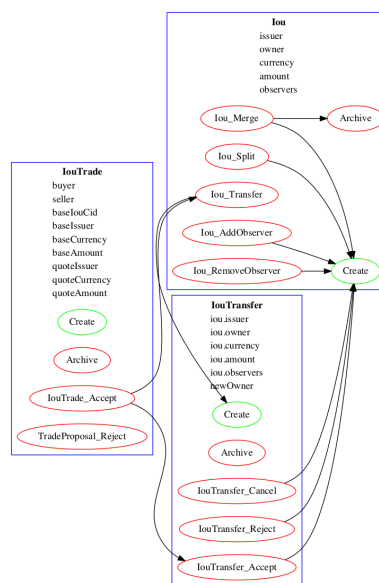 Iou
issuer
owner
currency
amount
observers
Iou_Merge
Archive
Iou_Split
Iou_Transfer
Iou_AddObserver
Iou_RemoveObserver
Create
IouTrade
buyer
seller
baseIouCid
baseIssuer
baseCurrency
baseAmount
quoteIssuer
quoteCurrency
quoteAmount
Create
Archive
IouTrade_Accept
TradeProposal_Reject
IouTransfer
iou.issuer
iou.owner
iou.currency
iou.amount
iou.observers
newOwner
Create
Archive
IouTransfer_Cancel
IouTransfer_Reject
IouTransfer_Accept